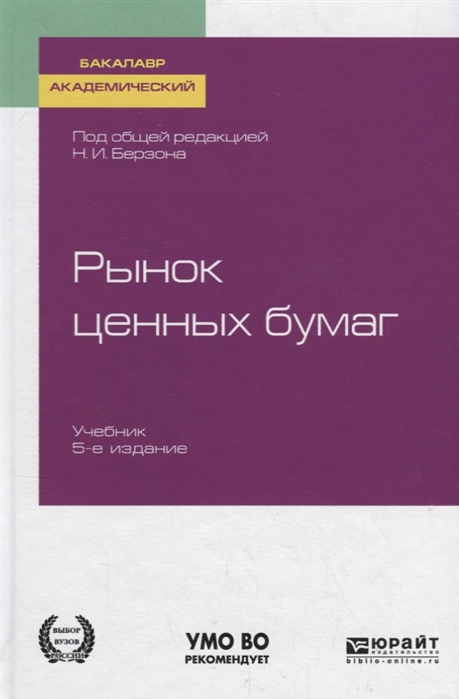 БАКАЛАВР
АКАДЕМИЧЕСКИЙ
Под общей редакцией
Н. И. Берзона
Рынок
ценных бумаг
Учебник
5-е издание
ВЫБОР
ВУЗОВ
РОССИИ
УМО ВО
РЕКОМЕНДУЕТ
юрайт
издательство
biblio-online.ru